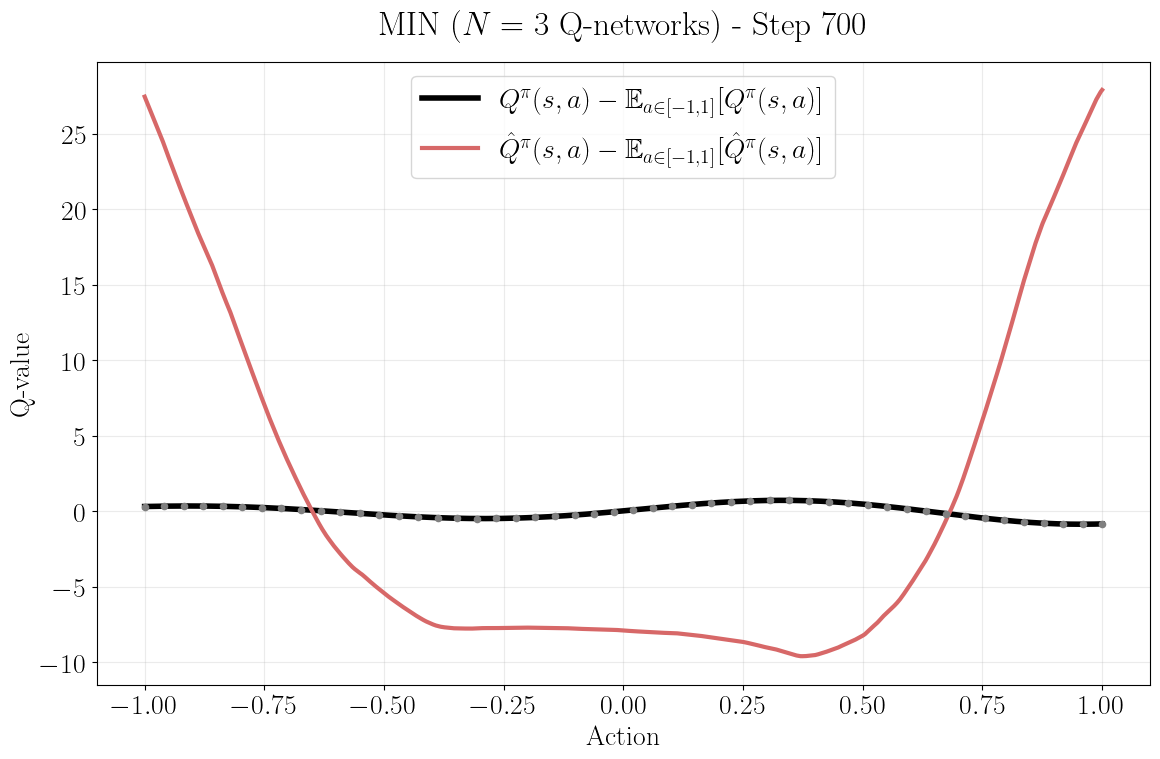 MIN (N = 3 Q-networks) - Step 700
Q^π(s, a) − 𝔼_{a∈[−1,1]}[Q^π(s, a)]
Q̂^π(s, a) − 𝔼_{a∈[−1,1]}[Q̂^π(s, a)]
Q-value
25
20
15
10
5
0
−5
−10
−1.00 −0.75 −0.50 −0.25 0.00 0.25 0.50 0.75 1.00
Action